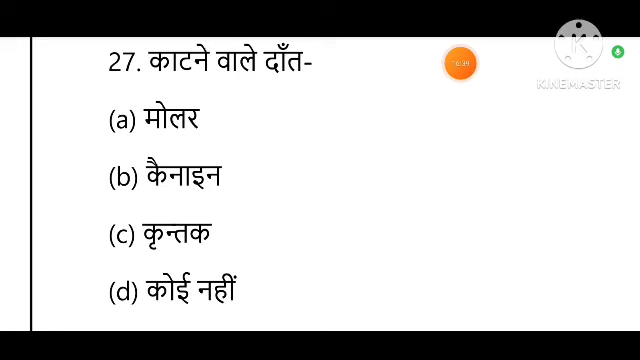 27. काटने वाले दाँत-
(a) मोलर
(b) कैनाइन
(c) कृन्तक
(d) कोई नहीं
KINEMASTER